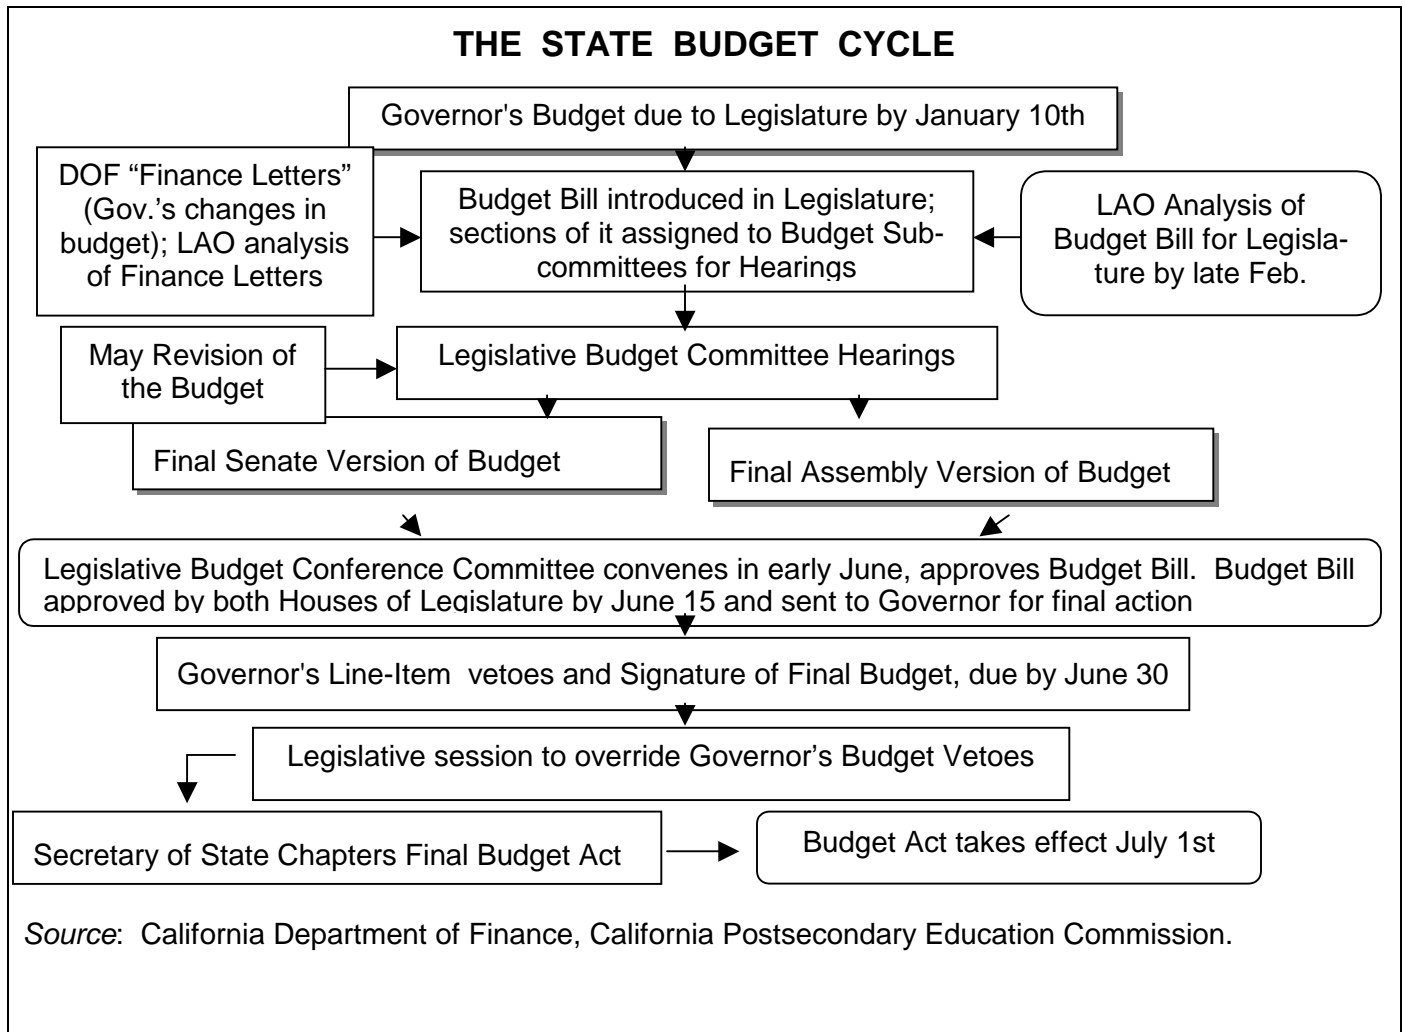 THE STATE BUDGET CYCLE
Governor's Budget due to Legislature by January 10th
DOF “Finance Letters”
(Gov.'s changes in
budget); LAO analysis
of Finance Letters
Budget Bill introduced in Legislature;
sections of it assigned to Budget Sub-
committees for Hearings
LAO Analysis of
Budget Bill for Legisla-
ture by late Feb.
May Revision of
the Budget
Legislative Budget Committee Hearings
Final Senate Version of Budget
Final Assembly Version of Budget
Legislative Budget Conference Committee convenes in early June, approves Budget Bill. Budget Bill
approved by both Houses of Legislature by June 15 and sent to Governor for final action
Governor's Line-Item vetoes and Signature of Final Budget, due by June 30
Legislative session to override Governor’s Budget Vetoes
Secretary of State Chapters Final Budget Act
Budget Act takes effect July 1st
Source: California Department of Finance, California Postsecondary Education Commission.